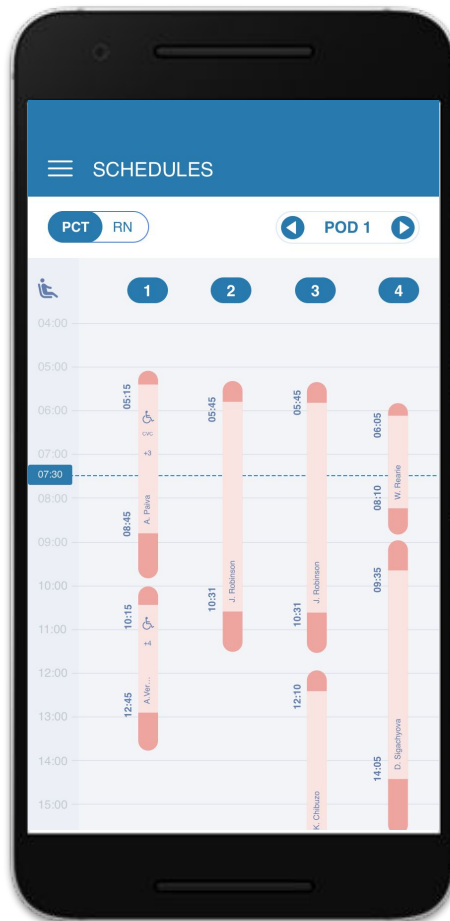 SCHEDULES
PCT RN
POD 1
1 2 3 4
04:00
05:00
06:00
07:00
07:30
08:00
09:00
10:00
11:00
12:00
13:00
14:00
15:00
05:15
CVC
+3
A. Paiva
08:45
10:15
A.Ver...
12:45
05:45
J. Robinson
10:31
05:45
J. Robinson
10:31
12:10
K. Chibuzo
06:05
W. Rearie
08:10
09:35
D. Sigachyova
14:05